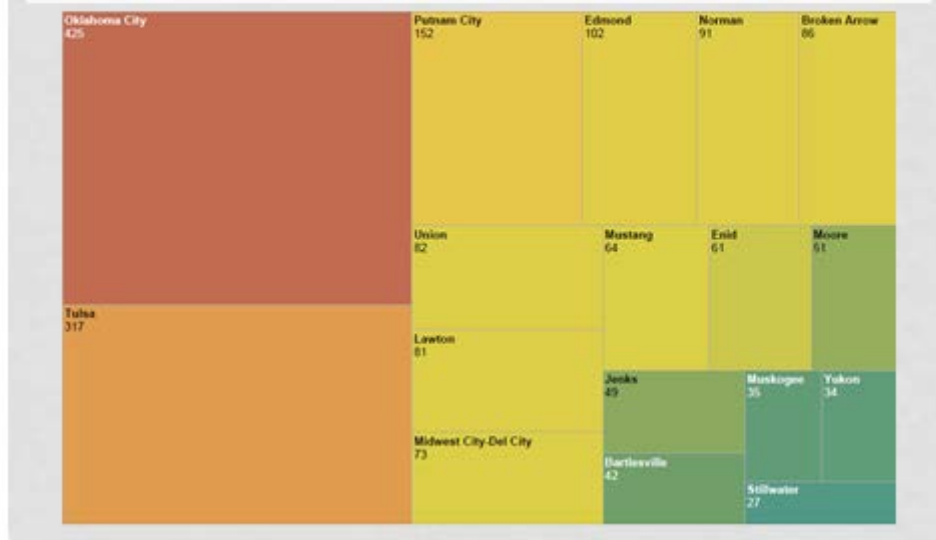 Oklahoma City
425
Putnam City
152
Edmond
102
Norman
91
Broken Arrow
86
Tulsa
317
Union
82
Mustang
64
Enid
61
Moore
51
Lawton
81
Midwest City-Del City
73
Jenks
49
Muskogee
35
Yukon
34
Bartlesville
42
Stillwater
27